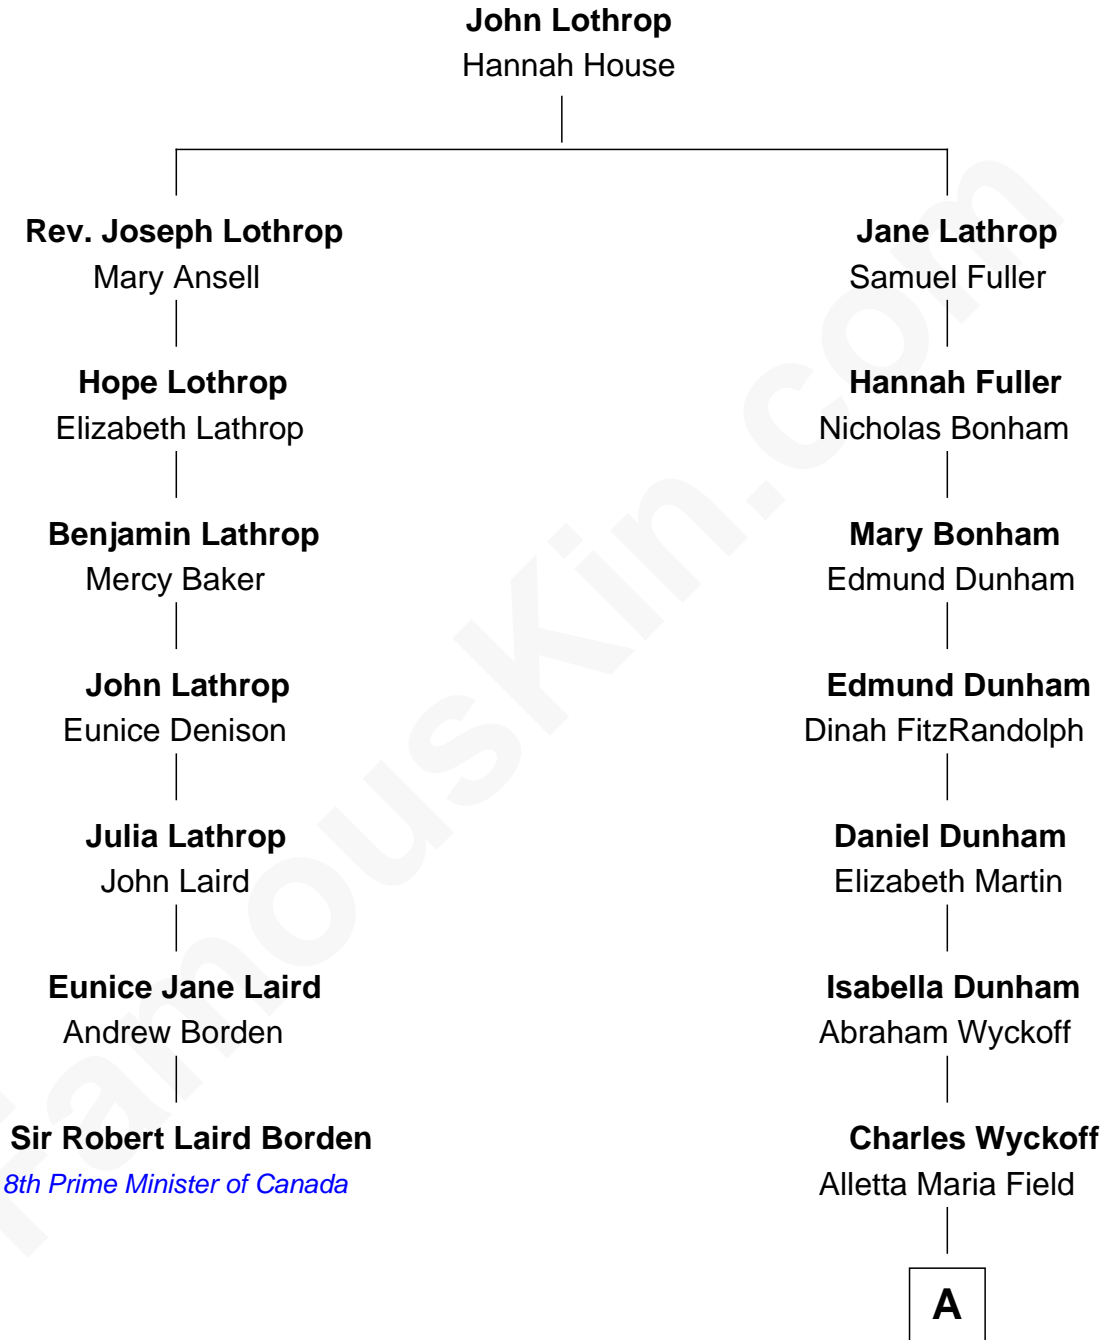 John Lothrop
Hannah House
Rev. Joseph Lothrop
Mary Ansell
Jane Lathrop
Samuel Fuller
Hope Lothrop
Elizabeth Lathrop
Hannah Fuller
Nicholas Bonham
Benjamin Lathrop
Mercy Baker
Mary Bonham
Edmund Dunham
John Lathrop
Eunice Denison
Edmund Dunham
Dinah FitzRandolph
Julia Lathrop
John Laird
Daniel Dunham
Elizabeth Martin
Eunice Jane Laird
Andrew Borden
Isabella Dunham
Abraham Wyckoff
Sir Robert Laird Borden
8th Prime Minister of Canada
Charles Wyckoff
Alletta Maria Field
A
FamousKin.com